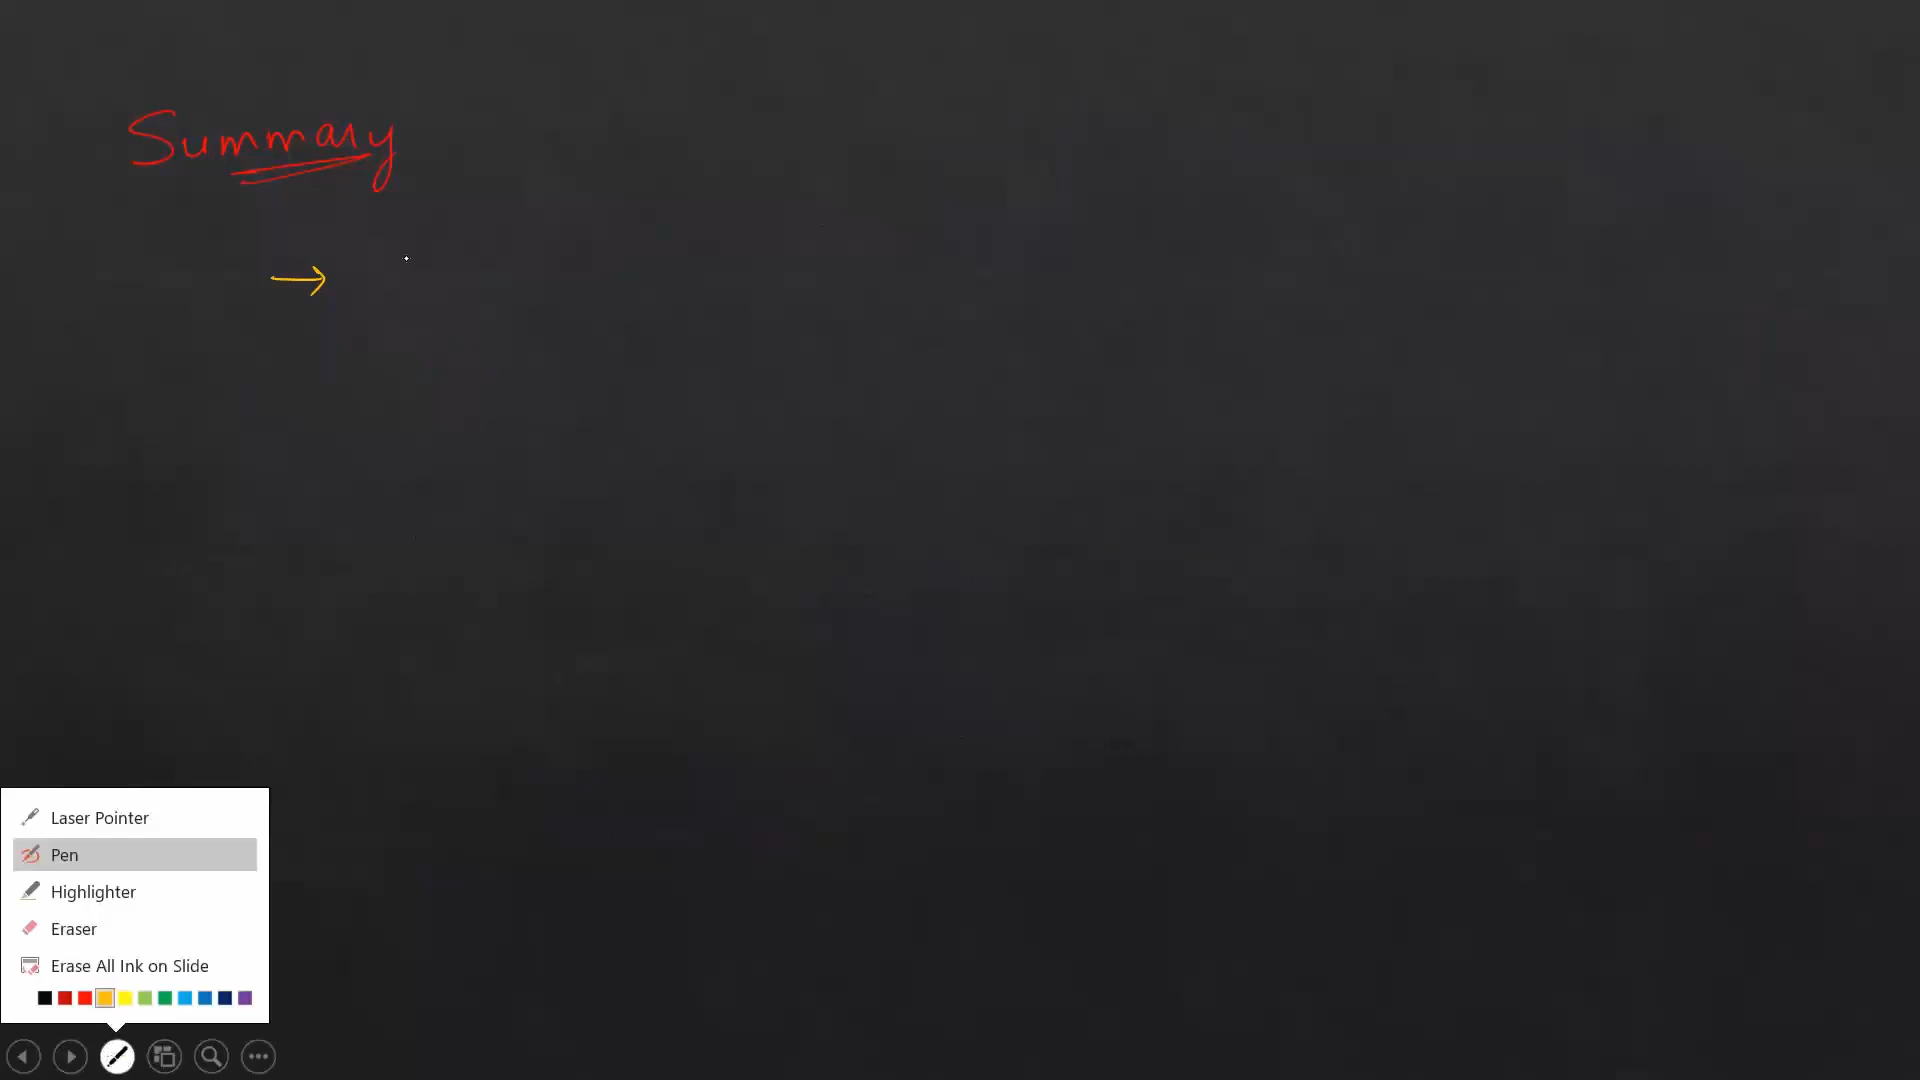 Summary
→
Laser Pointer
Pen
Highlighter
Eraser
Erase All Ink on Slide